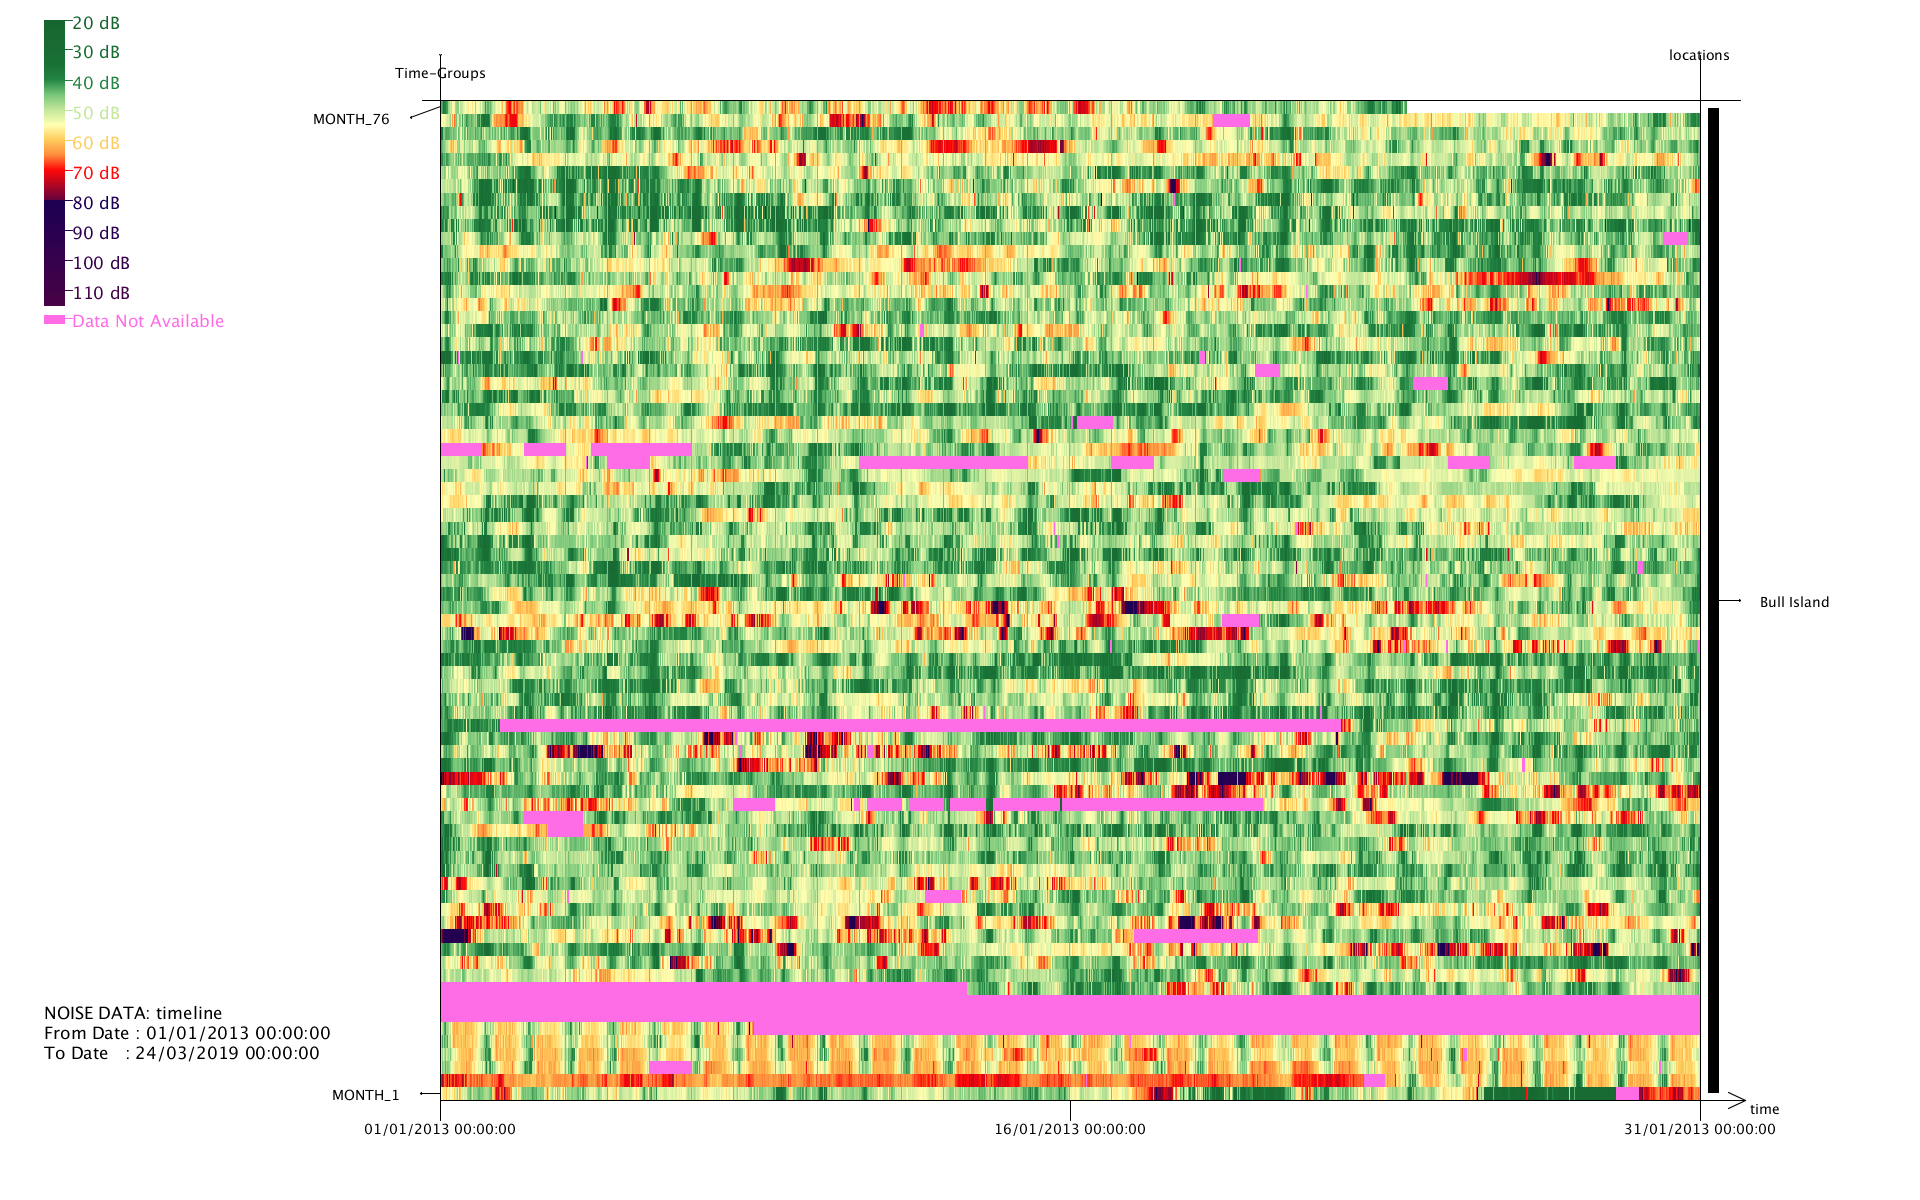 20 dB
30 dB
40 dB
50 dB
60 dB
70 dB
80 dB
90 dB
100 dB
110 dB
Data Not Available
Time-Groups
locations
MONTH_76
Bull Island
NOISE DATA: timeline
From Date : 01/01/2013 00:00:00
To Date : 24/03/2019 00:00:00
MONTH_1
time
01/01/2013 00:00:00
16/01/2013 00:00:00
31/01/2013 00:00:00